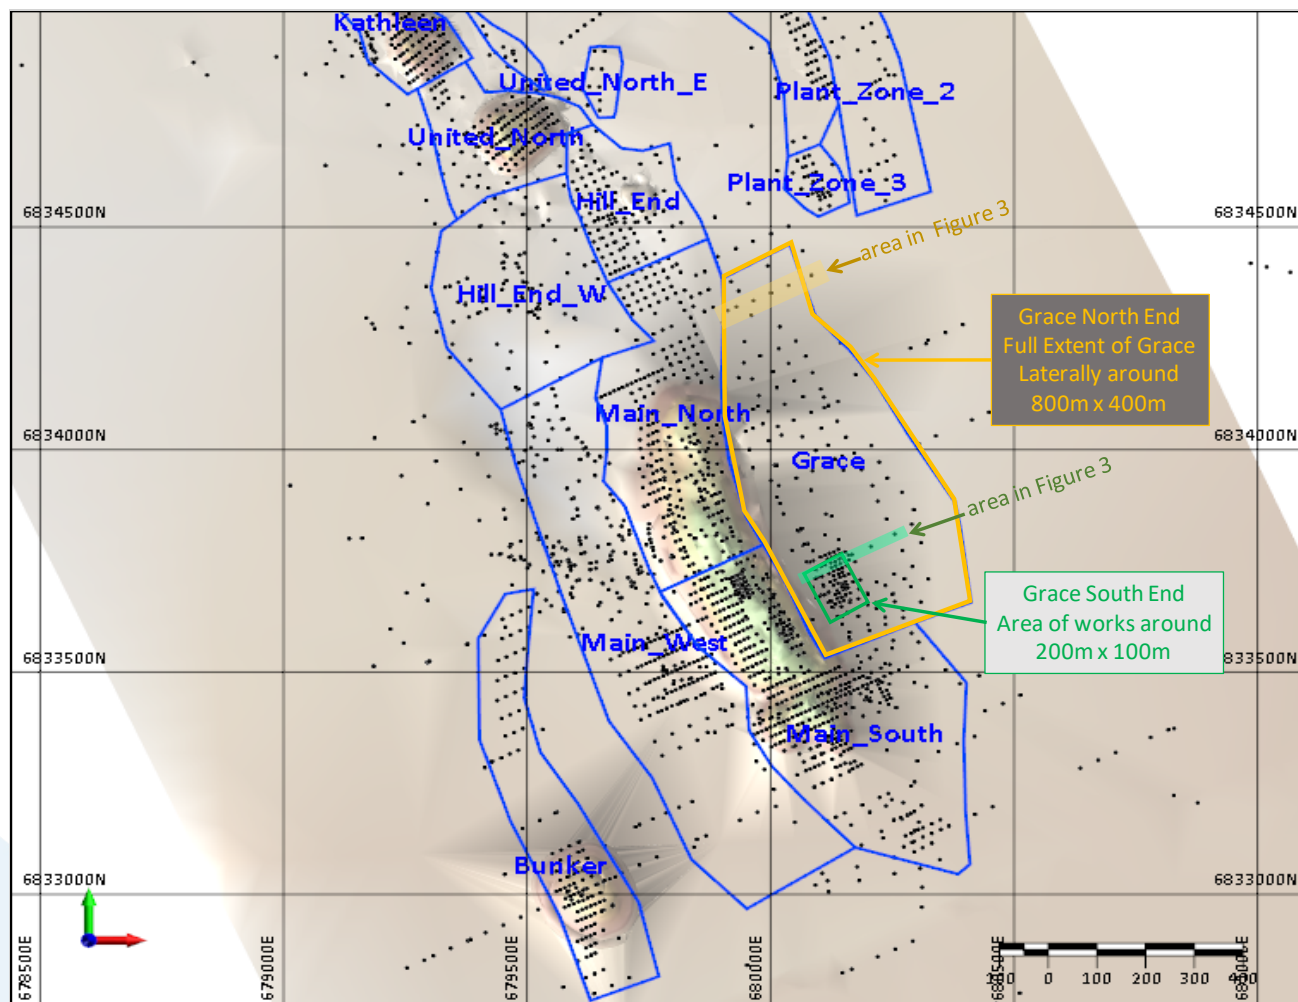 Kathleen
United_North_E
Plant_Zone_2
United_North
Plant_Zone_3
Hill_End
6834500N
6834500N
area in Figure 3
Hill_End_W
Grace North End
Full Extent of Grace
Laterally around
800m x 400m
Main_North
6834000N
6834000N
Grace
area in Figure 3
Grace South End
Area of works around
200m x 100m
Main_West
6833500N
6833500N
Main_South
Bunker
6833000N
6833000N
678500E
679000E
679500E
680000E
0
100
200
300
400